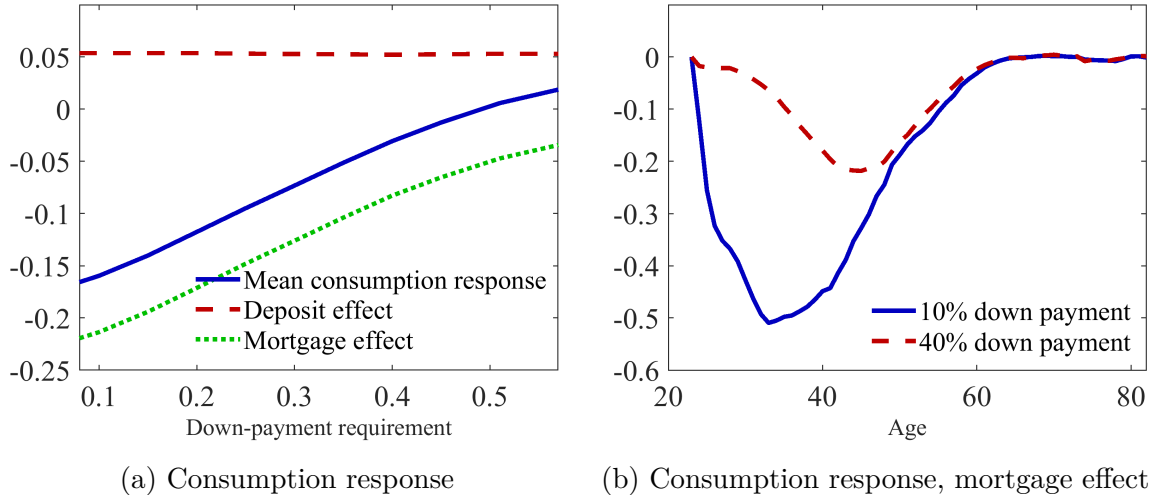 0.05
0
-0.05
-0.1
-0.15
-0.2
-0.25
0.1 0.2 0.3 0.4 0.5
Mean consumption response
Deposit effect
Mortgage effect
Down-payment requirement
(a) Consumption response
0
-0.1
-0.2
-0.3
-0.4
-0.5
-0.6
20 40 60 80
10% down payment
40% down payment
Age
(b) Consumption response, mortgage effect